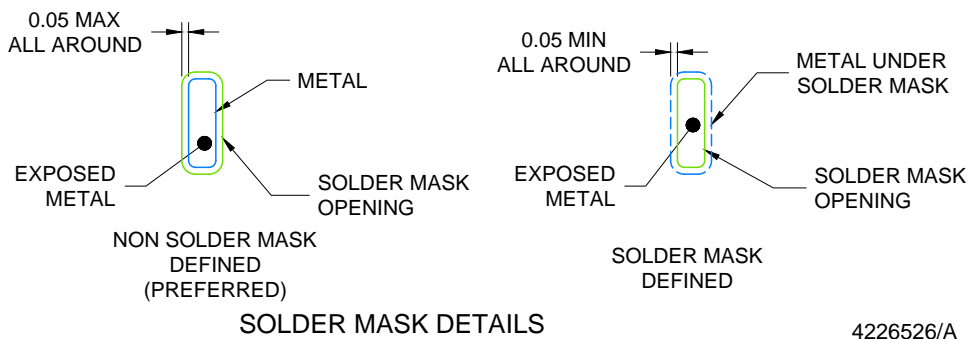 0.05 MAX
ALL AROUND
METAL
EXPOSED
METAL
SOLDER MASK
OPENING
NON SOLDER MASK
DEFINED
(PREFERRED)
0.05 MIN
ALL AROUND
METAL UNDER
SOLDER MASK
EXPOSED
METAL
SOLDER MASK
OPENING
SOLDER MASK
DEFINED
SOLDER MASK DETAILS
4226526/A